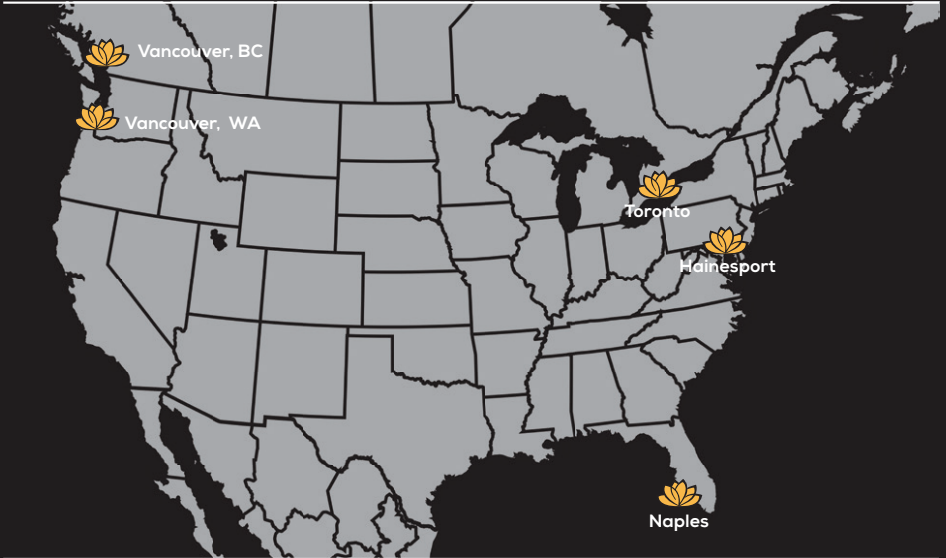 Vancouver, BC
Vancouver, WA
Toronto
Hainesport
Naples